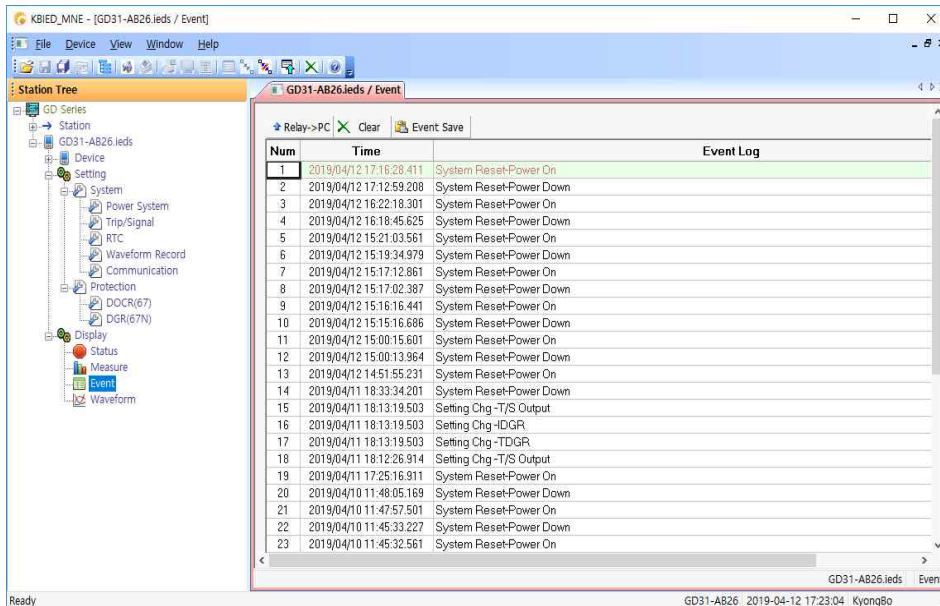 KBIED_MNE - [GD31-AB26.ieds / Event]
File Device View Window Help
Station Tree
GD Series
Station
GD31-AB26.ieds
Device
Setting
System
Power System
Trip/Signal
RTC
Waveform Record
Communication
Protection
DOCR(67)
DGR(67N)
Display
Status
Measure
Event
Waveform
GD31-AB26.ieds / Event
Relay->PC Clear Event Save
Num Time Event Log
1 2019/04/12 17:16:28.411 System Reset-Power On
2 2019/04/12 17:12:59.208 System Reset-Power Down
3 2019/04/12 16:22:18.301 System Reset-Power On
4 2019/04/12 16:18:45.625 System Reset-Power Down
5 2019/04/12 15:21:03.561 System Reset-Power On
6 2019/04/12 15:19:34.979 System Reset-Power Down
7 2019/04/12 15:17:12.861 System Reset-Power On
8 2019/04/12 15:17:02.387 System Reset-Power Down
9 2019/04/12 15:16:16.441 System Reset-Power On
10 2019/04/12 15:15:16.686 System Reset-Power Down
11 2019/04/12 15:00:15.601 System Reset-Power On
12 2019/04/12 15:00:13.964 System Reset-Power Down
13 2019/04/12 14:51:55.231 System Reset-Power On
14 2019/04/11 18:33:34.201 System Reset-Power Down
15 2019/04/11 18:13:19.503 Setting Chg -T/S Output
16 2019/04/11 18:13:19.503 Setting Chg -IDGR
17 2019/04/11 18:13:19.503 Setting Chg -TDGR
18 2019/04/11 18:12:26.914 Setting Chg -T/S Output
19 2019/04/11 17:25:16.911 System Reset-Power On
20 2019/04/10 11:48:05.169 System Reset-Power Down
21 2019/04/10 11:47:57.501 System Reset-Power On
22 2019/04/10 11:45:33.227 System Reset-Power Down
23 2019/04/10 11:45:32.561 System Reset-Power On
GD31-AB26.ieds Even
Ready GD31-AB26 2019-04-12 17:23:04 KyongBo